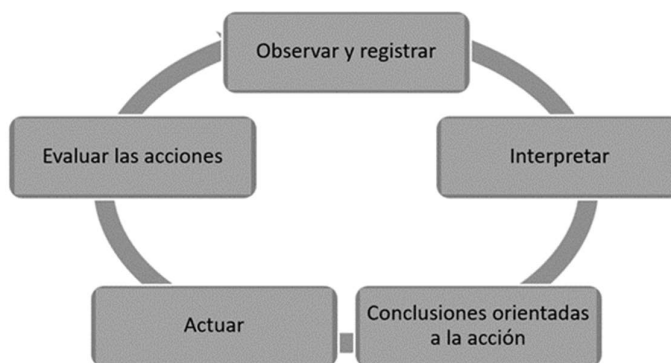 Observar y registrar
Interpretar
Conclusiones orientadas
a la acción
Actuar
Evaluar las acciones